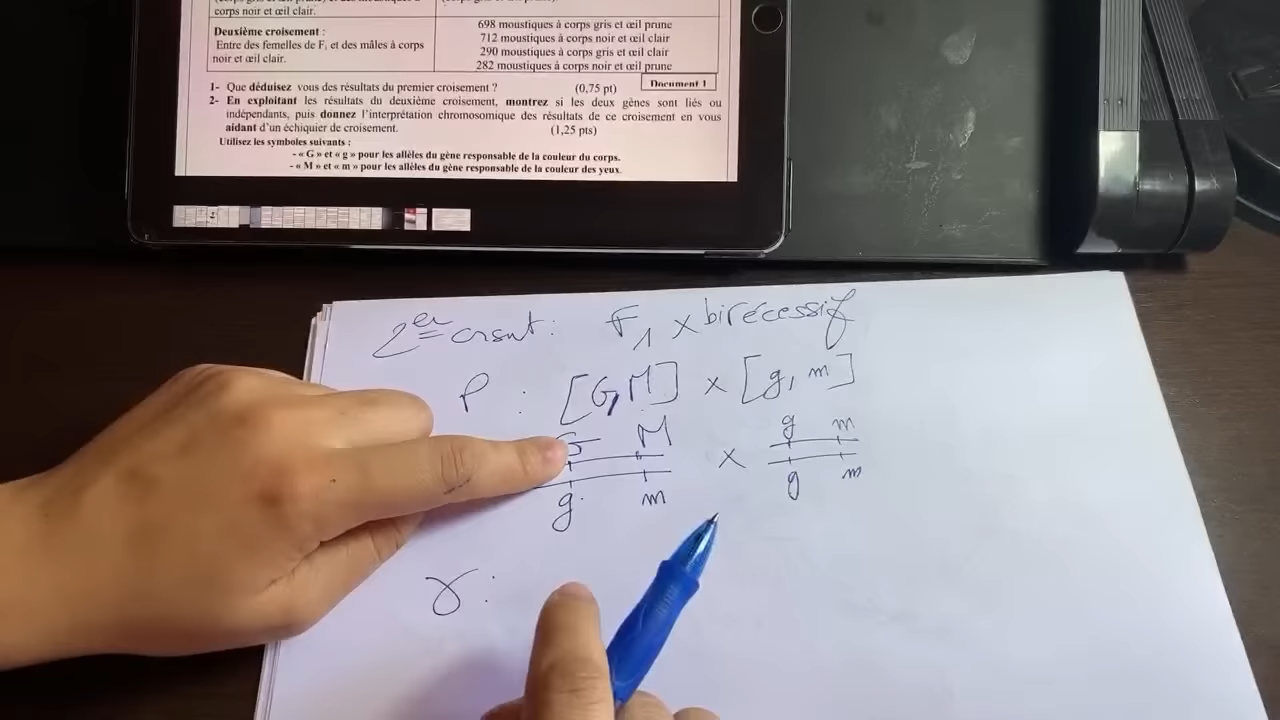 corps noir et œil clair.
Deuxième croisement :
Entre des femelles de F₁ et des mâles à corps
noir et œil clair.
698 moustiques à corps gris et œil prune
712 moustiques à corps noir et œil clair
290 moustiques à corps gris et œil clair
282 moustiques à corps noir et œil prune
Document 1
1- Que déduisez vous des résultats du premier croisement ? (0,75 pt)
2- En exploitant les résultats du deuxième croisement, montrez si les deux gènes sont liés ou
indépendants, puis donnez l'interprétation chromosomique des résultats de ce croisement en vous
aidant d'un échiquier de croisement. (1,25 pts)
Utilisez les symboles suivants :
- « G » et « g » pour les allèles du gène responsable de la couleur du corps.
- « M » et « m » pour les allèles du gène responsable de la couleur des yeux.
2er crsmt : F₁ x birécessif
P : [G, M] x [g, m]
G M x g m
g m g m
γ :